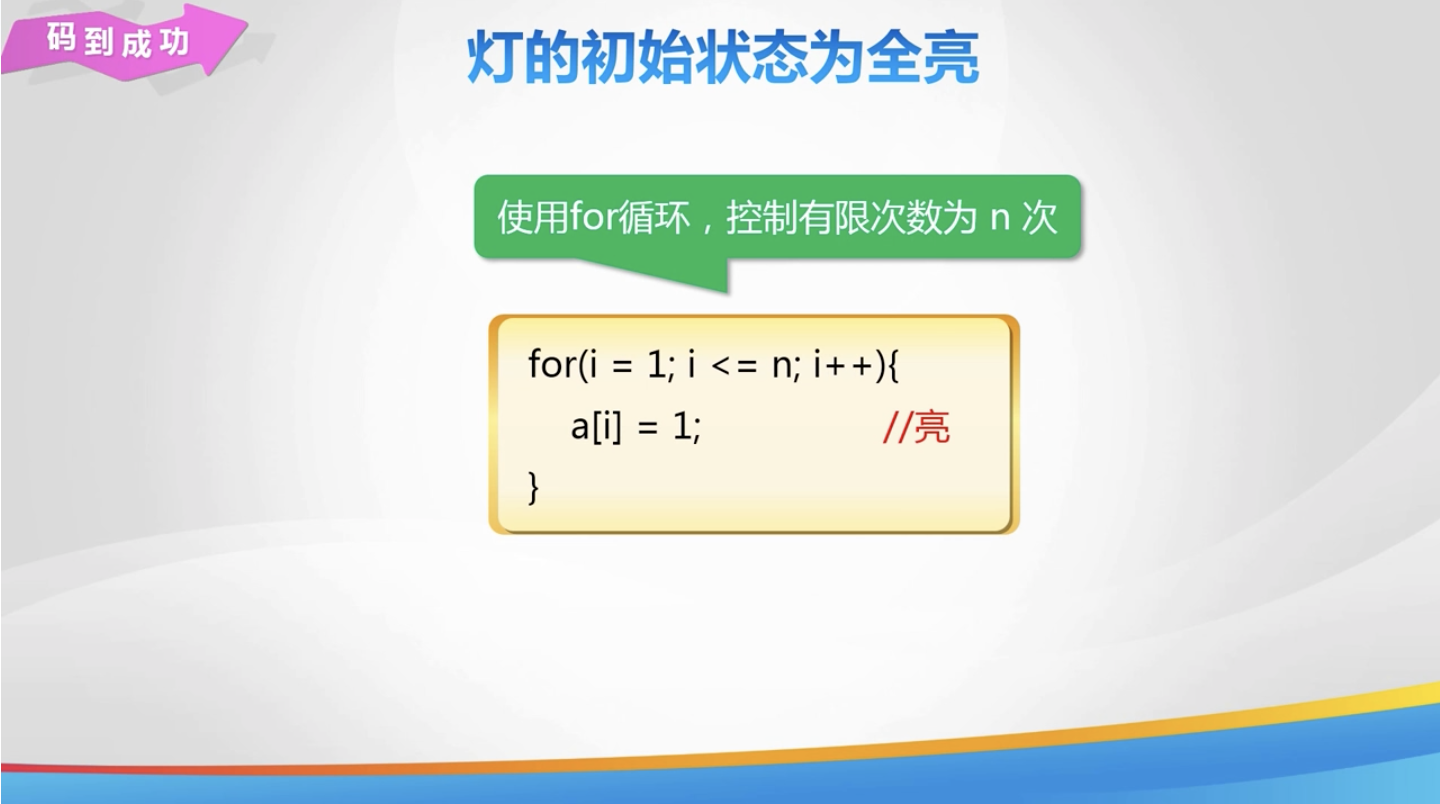 码到成功
灯的初始状态为全亮
使用for循环，控制有限次数为 n 次
for(i = 1; i <= n; i++){
a[i] = 1; //亮
}